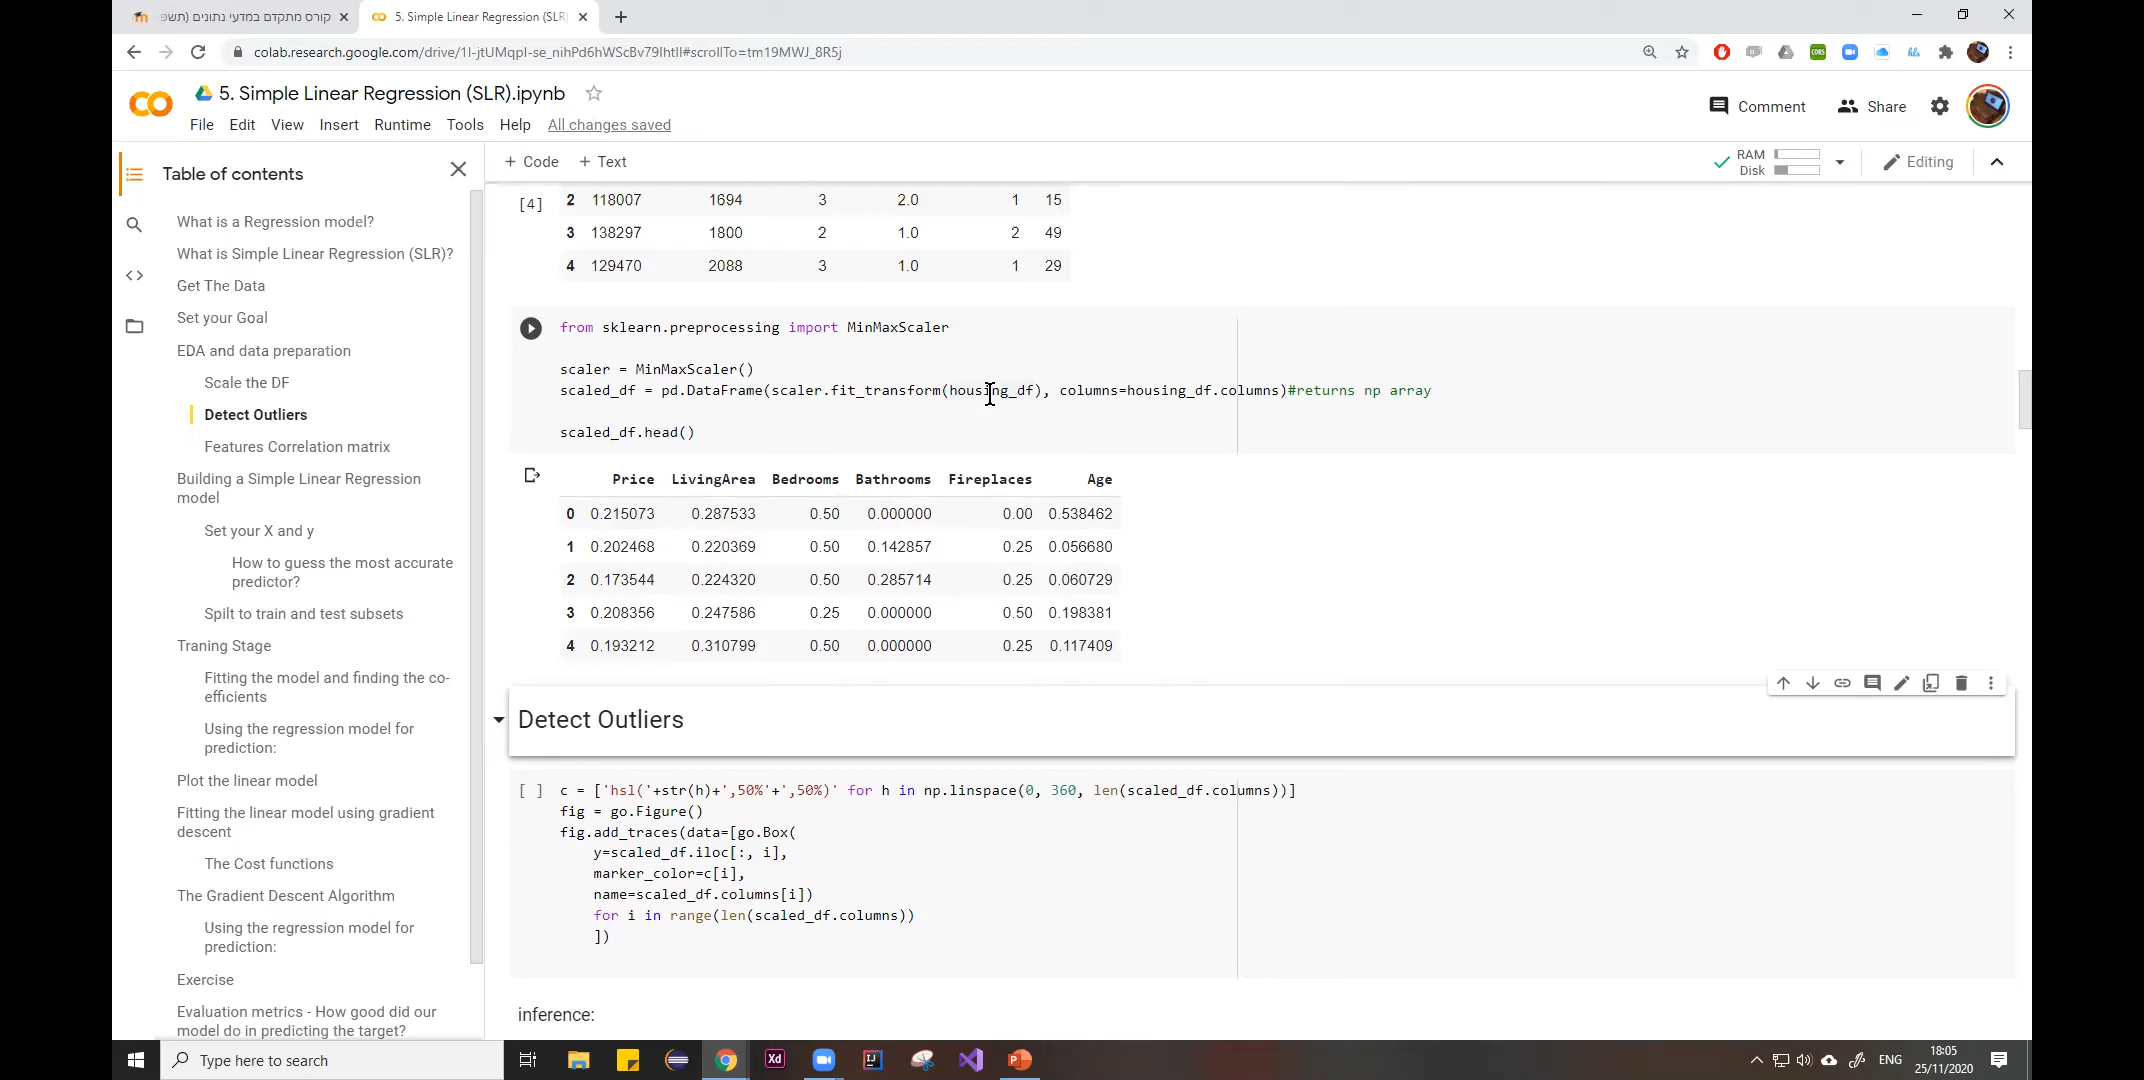 קורס מתקדם במדעי נתונים (תשפ
5. Simple Linear Regression (SLR)
colab.research.google.com/drive/1I-jtUMqpI-se_nihPd6hWScBv79IhtlI#scrollTo=tm19MWJ_8R5j
5. Simple Linear Regression (SLR).ipynb
Comment
Share
File Edit View Insert Runtime Tools Help All changes saved
Table of contents
What is a Regression model?
What is Simple Linear Regression (SLR)?
Get The Data
Set your Goal
EDA and data preparation
Scale the DF
Detect Outliers
Features Correlation matrix
Building a Simple Linear Regression
model
Set your X and y
How to guess the most accurate
predictor?
Spilt to train and test subsets
Traning Stage
Fitting the model and finding the co-
efficients
Using the regression model for
prediction:
Plot the linear model
Fitting the linear model using gradient
descent
The Cost functions
The Gradient Descent Algorithm
Using the regression model for
prediction:
Exercise
Evaluation metrics - How good did our
model do in predicting the target?
+ Code + Text
RAM
Disk
Editing
[4]
2 118007 1694 3 2.0 1 15
3 138297 1800 2 1.0 2 49
4 129470 2088 3 1.0 1 29
from sklearn.preprocessing import MinMaxScaler
scaler = MinMaxScaler()
scaled_df = pd.DataFrame(scaler.fit_transform(housing_df), columns=housing_df.columns)#returns np array
scaled_df.head()
Price LivingArea Bedrooms Bathrooms Fireplaces Age
0 0.215073 0.287533 0.50 0.000000 0.00 0.538462
1 0.202468 0.220369 0.50 0.142857 0.25 0.056680
2 0.173544 0.224320 0.50 0.285714 0.25 0.060729
3 0.208356 0.247586 0.25 0.000000 0.50 0.198381
4 0.193212 0.310799 0.50 0.000000 0.25 0.117409
Detect Outliers
[ ]
c = ['hsl('+str(h)+',50%'+',50%)' for h in np.linspace(0, 360, len(scaled_df.columns))]
fig = go.Figure()
fig.add_traces(data=[go.Box(
y=scaled_df.iloc[:, i],
marker_color=c[i],
name=scaled_df.columns[i])
for i in range(len(scaled_df.columns))
])
inference:
Type here to search
Xd
IJ
ENG
18:05
25/11/2020